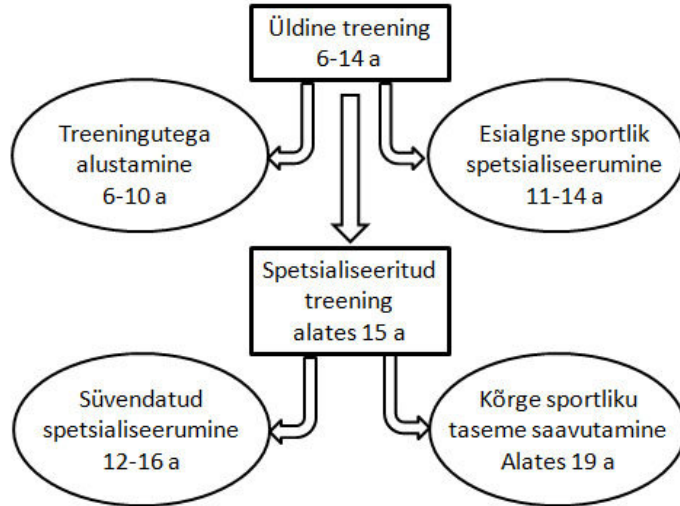 Üldine treening
6-14 a
Treeningutega
alustamine
6-10 a
Esialgne sportlik
spetsialiseerumine
11-14 a
Spetsialiseeritud
treening
alates 15 a
Süvendatud
spetsialiseerumine
12-16 a
Kõrge sportliku
taseme saavutamine
Alates 19 a